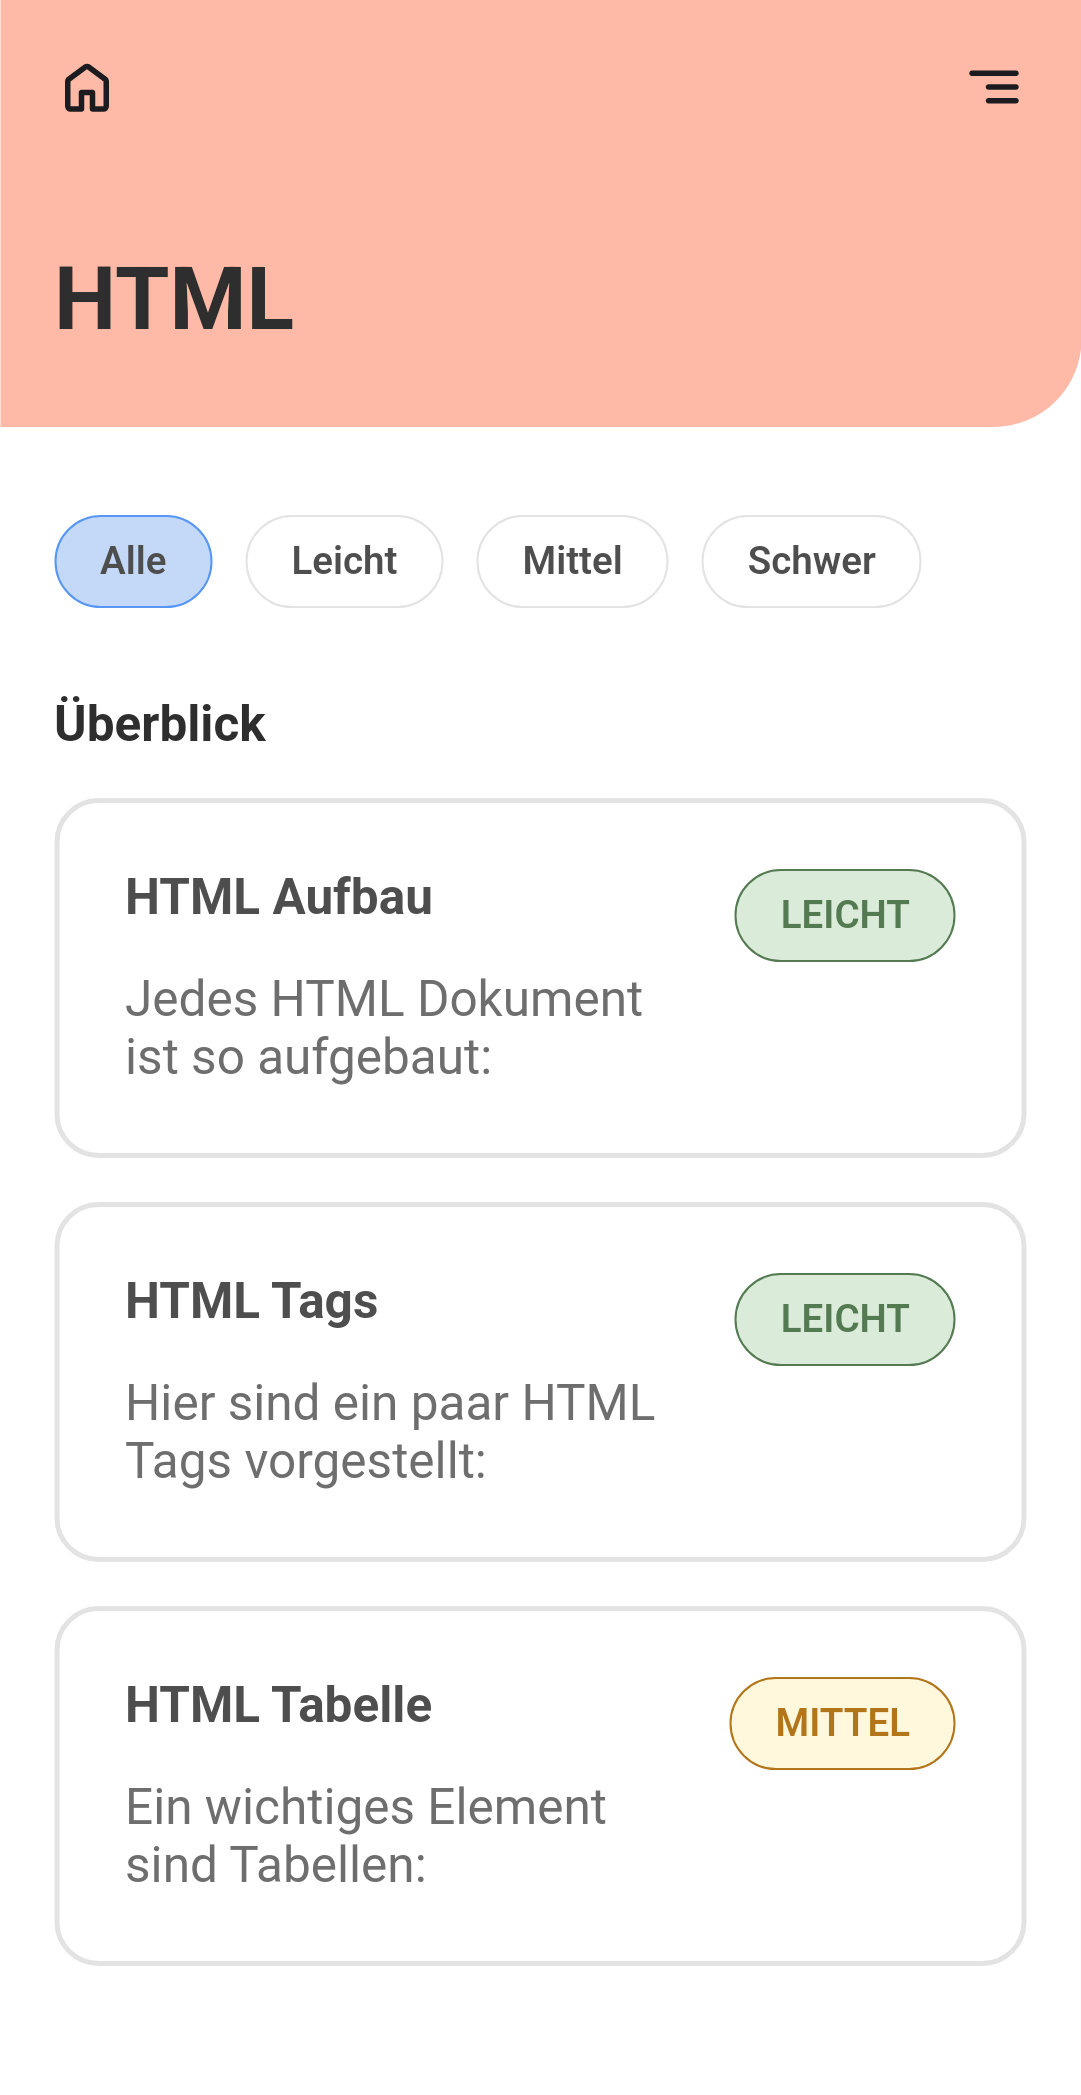 HTML
Alle Leicht Mittel Schwer
Überblick
HTML Aufbau LEICHT
Jedes HTML Dokument
ist so aufgebaut:
HTML Tags LEICHT
Hier sind ein paar HTML
Tags vorgestellt:
HTML Tabelle MITTEL
Ein wichtiges Element
sind Tabellen: